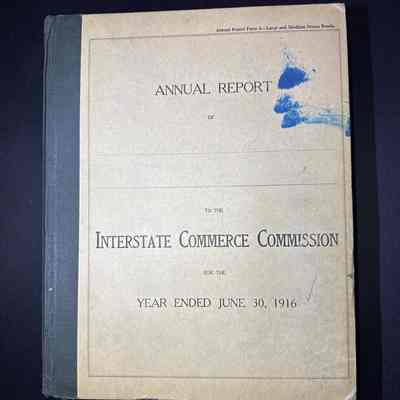 Annual Report Form A—Large and Medium Steam Roads.
ANNUAL REPORT
OF
TO THE
INTERSTATE COMMERCE COMMISSION
FOR THE
YEAR ENDED JUNE 30, 1916